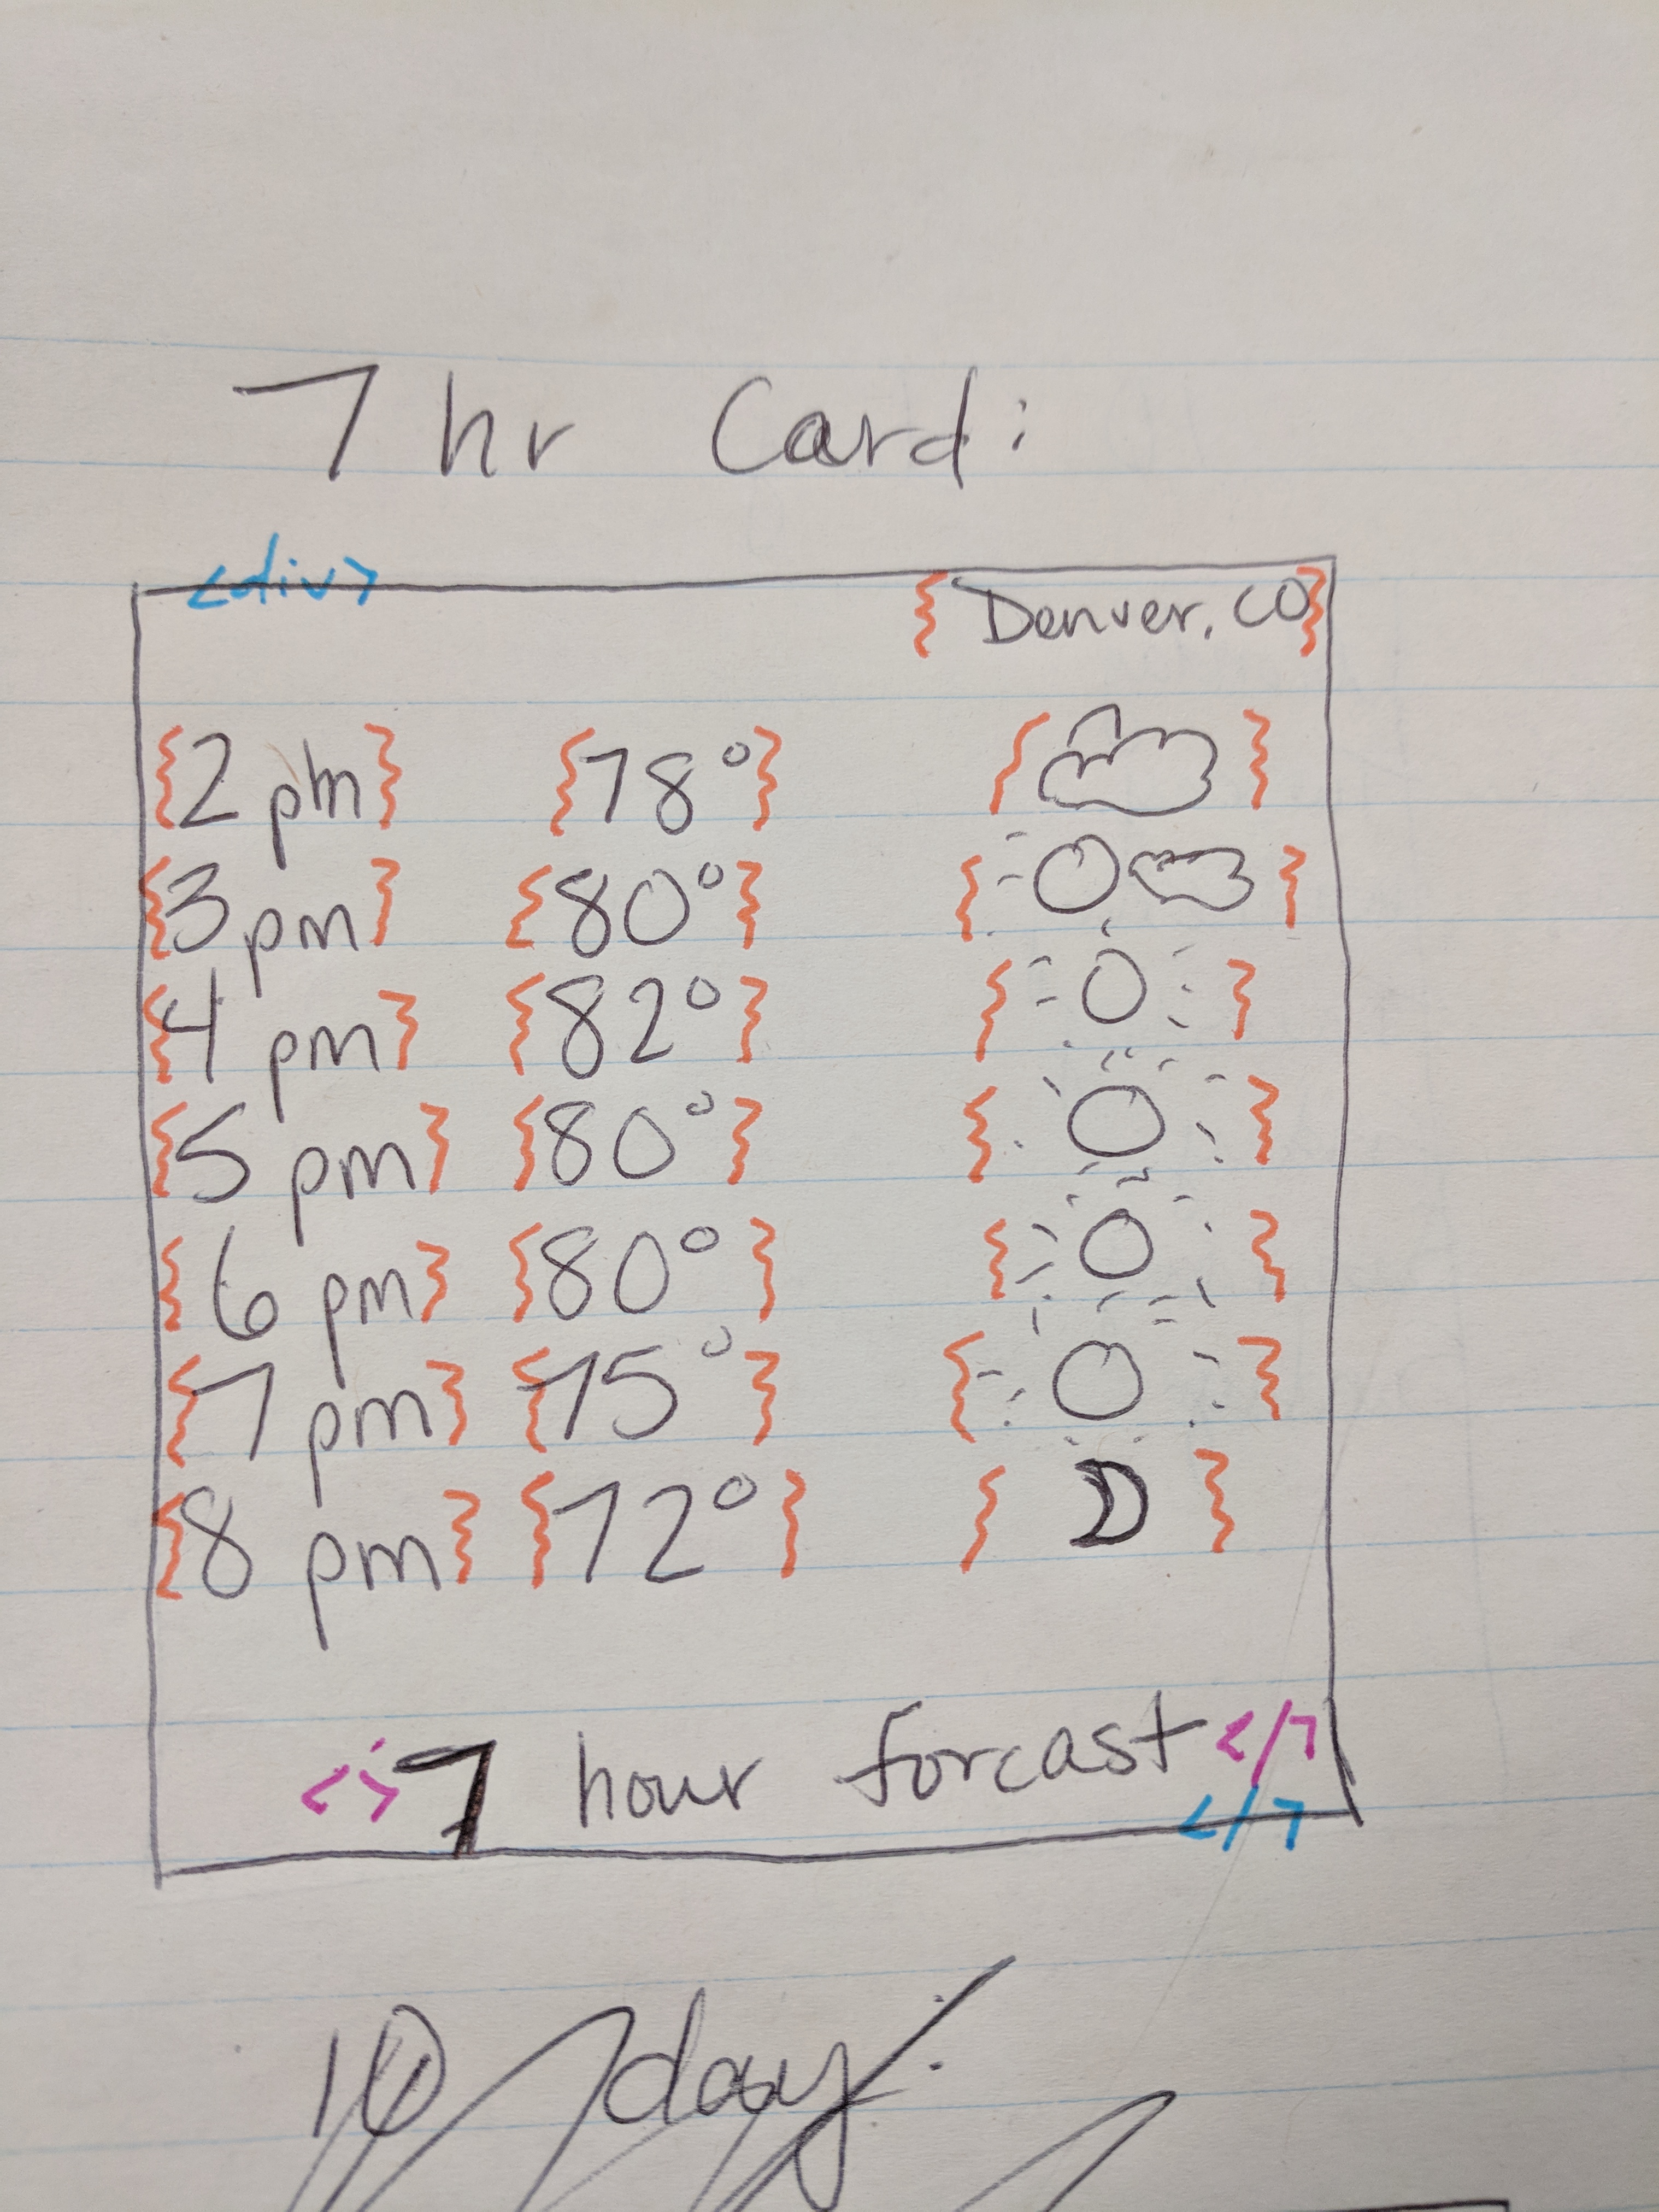 7 hr Card:
<div>
{Denver, CO}
{2 pm} {78°} { }
{3 pm} {80°} { }
{4 pm} {82°} { }
{5 pm} {80°} { }
{6 pm} {80°} { }
{7 pm} {75°} { }
{8 pm} {72°} { }
<i>7 hour forcast</>
</>
10 day: